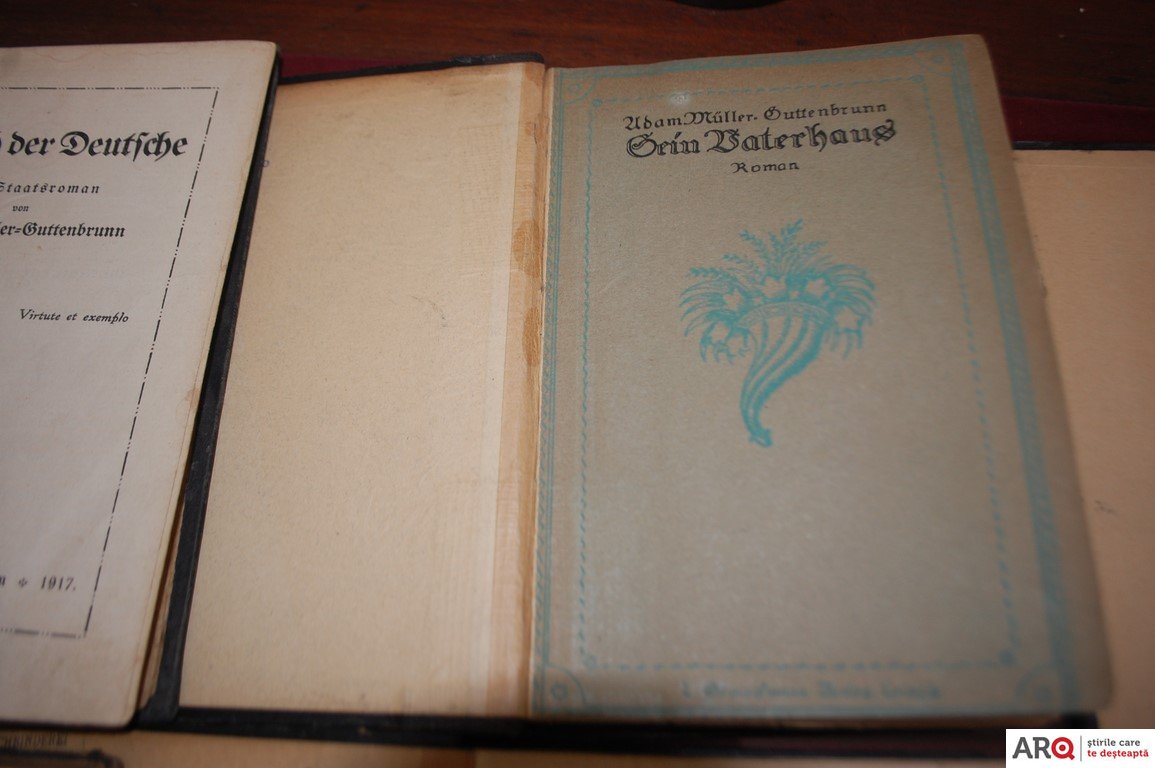 der Deutsche
Staatsroman
von
er=Guttenbrunn
Virtute et exemplo
1917.
Adam Müller-Guttenbrunn
Sein Vaterhaus
Roman
ARQ
știrile care
te deșteaptă